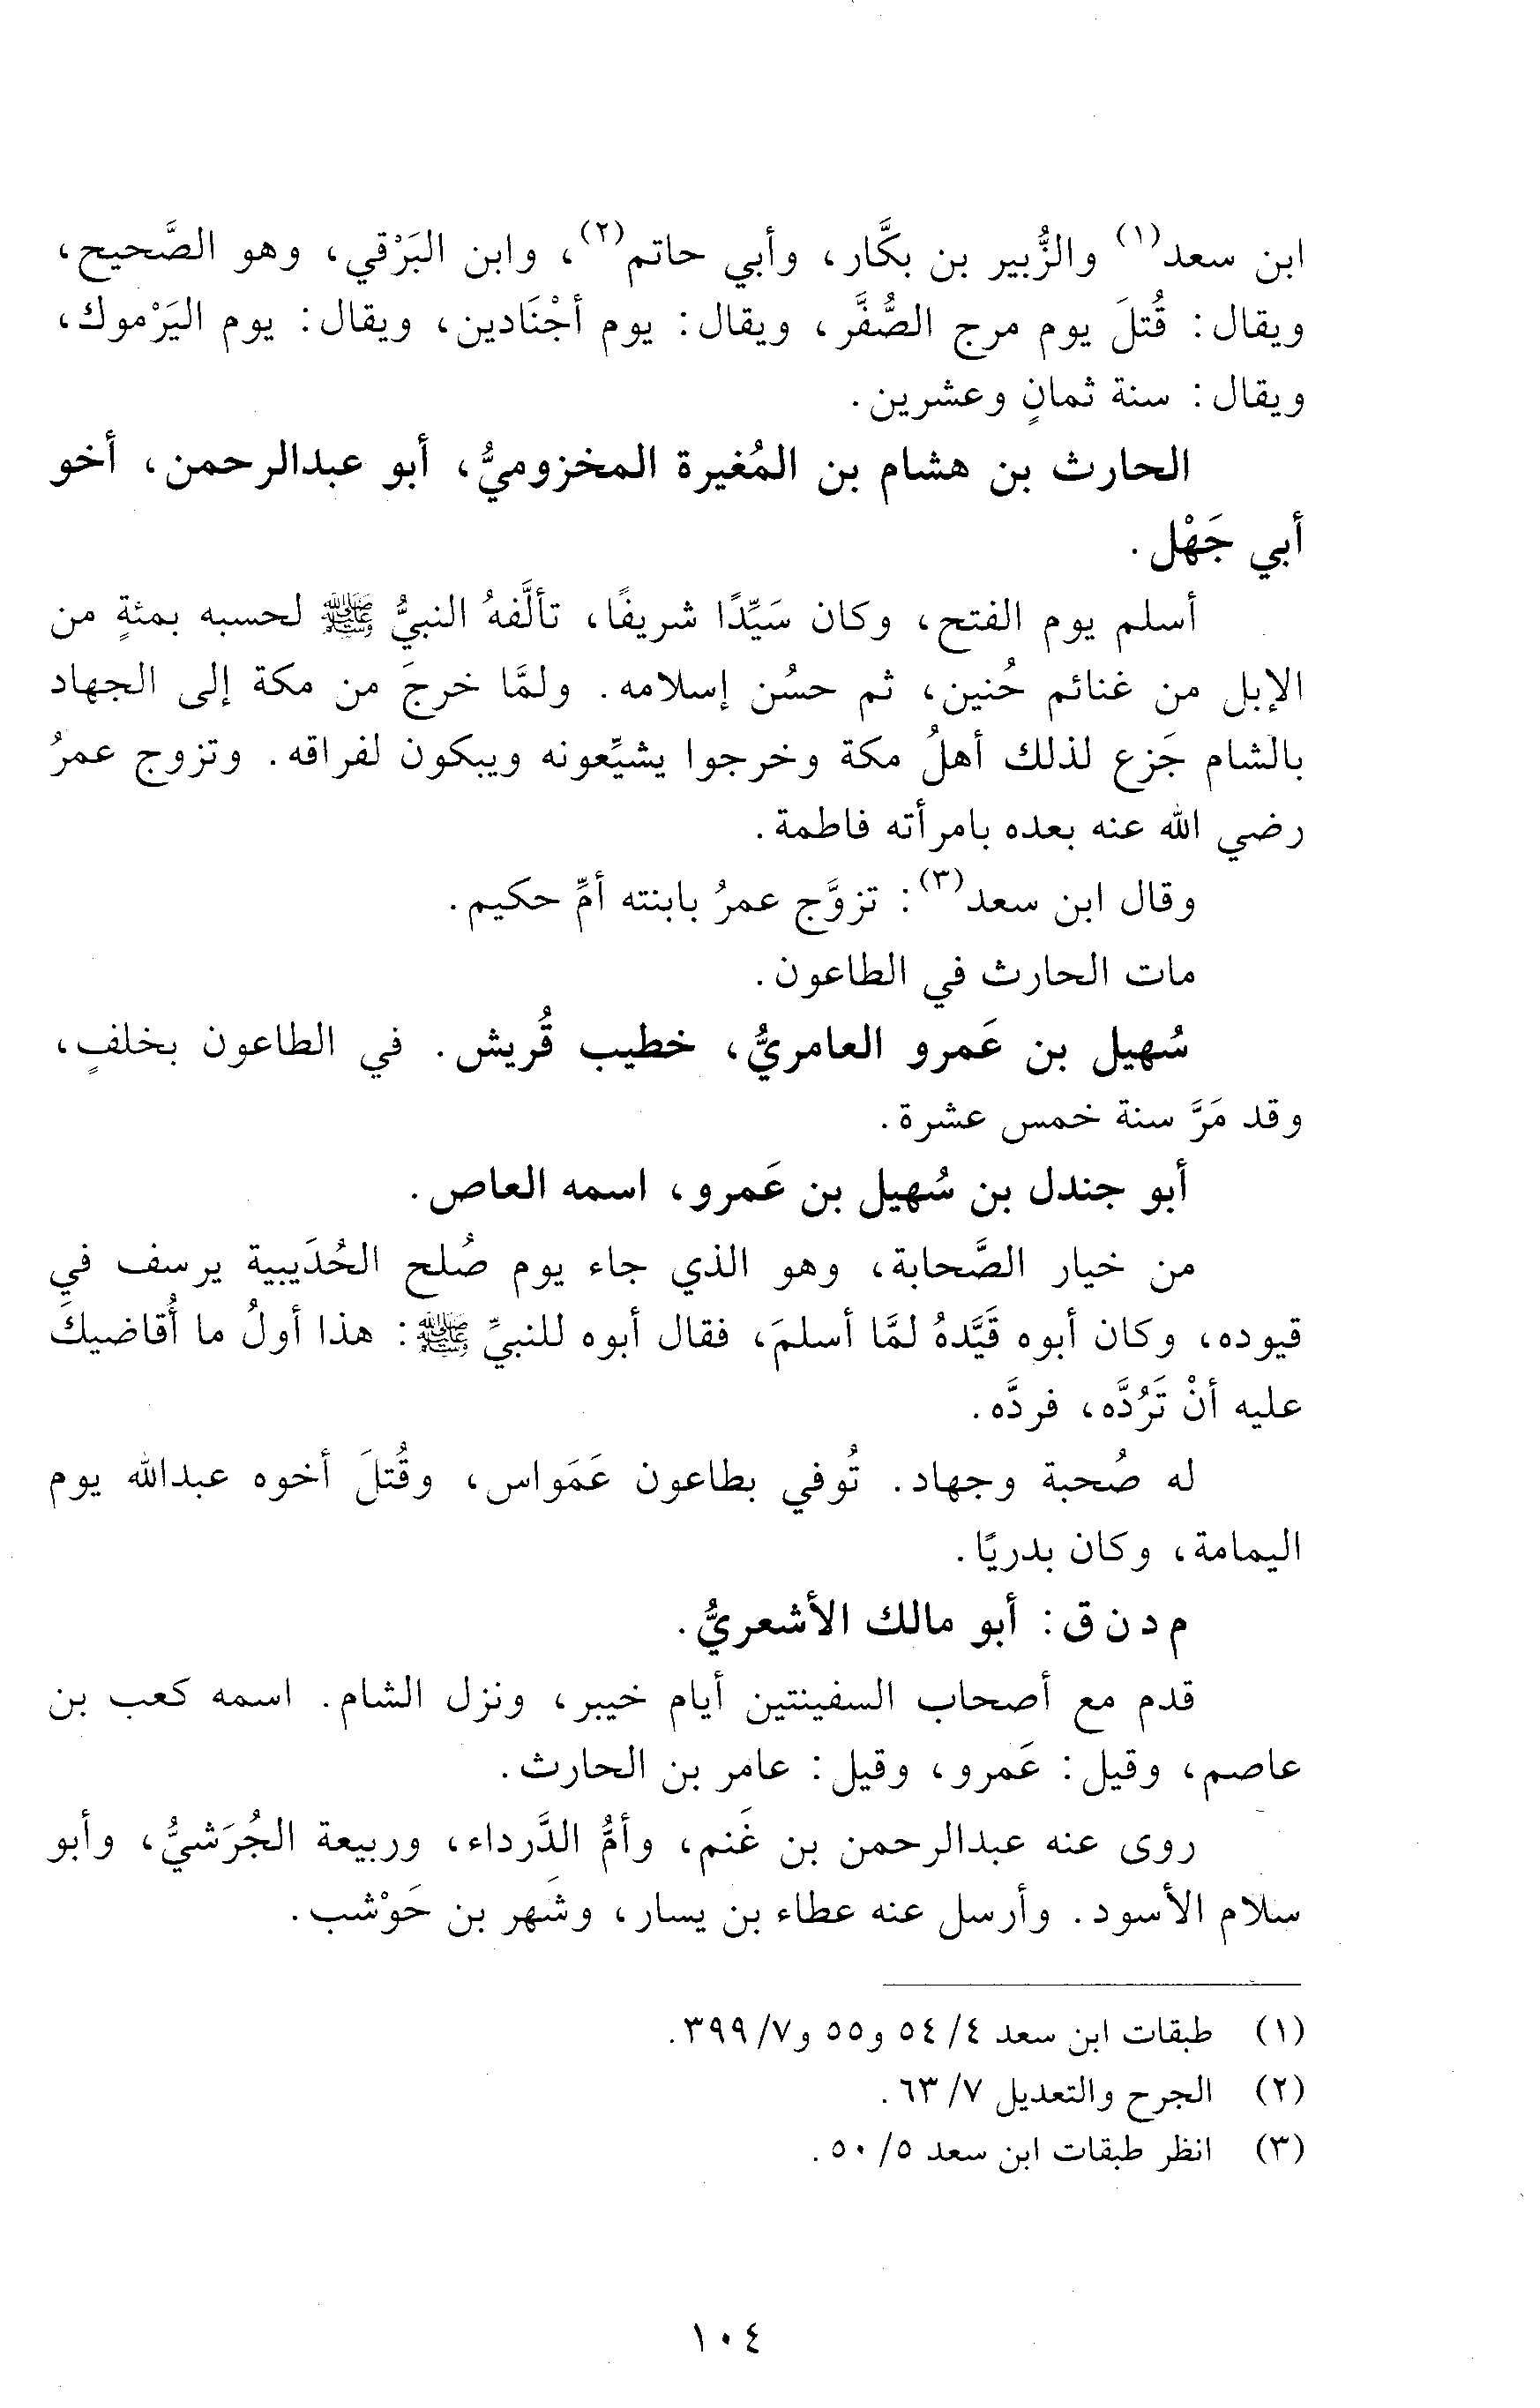 ابن سعد(١) والزُّبير بن بكَّار، وأبي حاتم(٢)، وابن البَرْقي، وهو الصَّحيح،
ويقال: قُتلَ يوم مرج الصُّفَّر، ويقال: يوم أجْنَادين، ويقال: يوم اليَرْموك،
ويقال: سنة ثمانٍ وعشرين.
الحارث بن هشام بن المُغيرة المخزوميُّ، أبو عبدالرحمن، أخو
أبي جَهْل.
أسلم يوم الفتح، وكان سَيِّدًا شريفًا، تألَّفهُ النبيُّ ﷺ لحسبه بمئةٍ من
الإبل من غنائم حُنين، ثم حسُن إسلامه. ولمَّا خرجَ من مكة إلى الجهاد
بالشام جَزع لذلك أهلُ مكة وخرجوا يشيِّعونه ويبكون لفراقه. وتزوج عمرُ
رضي الله عنه بعده بامرأته فاطمة.
وقال ابن سعد(٣): تزوَّج عمرُ بابنته أمِّ حكيم.
مات الحارث في الطاعون.
سُهيل بن عَمرو العامريُّ، خطيب قُريش. في الطاعون بخلفٍ،
وقد مَرَّ سنة خمس عشرة.
أبو جندل بن سُهيل بن عَمرو، اسمه العاص.
من خيار الصَّحابة، وهو الذي جاء يوم صُلح الحُدَيبية يرسف في
قيوده، وكان أبوه قَيَّدهُ لمَّا أسلمَ، فقال أبوه للنبيِّ ﷺ: هذا أولُ ما أُقاضيكَ
عليه أنْ تَرُدَّه، فردَّه.
له صُحبة وجهاد. تُوفي بطاعون عَمَواس، وقُتلَ أخوه عبدالله يوم
اليمامة، وكان بدريًا.
م د ن ق: أبو مالك الأشعريُّ.
قدم مع أصحاب السفينتين أيام خيبر، ونزل الشام. اسمه كعب بن
عاصم، وقيل: عَمرو، وقيل: عامر بن الحارث.
روى عنه عبدالرحمن بن غَنم، وأمُّ الدَّرداء، وربيعة الجُرَشيُّ، وأبو
سلام الأسود. وأرسل عنه عطاء بن يسار، وشَهر بن حَوْشب.
(١) طبقات ابن سعد ٤/ ٥٤ و٥٥ و٧/ ٣٩٩.
(٢) الجرح والتعديل ٧/ ٦٣.
(٣) انظر طبقات ابن سعد ٥/ ٥٠.
١٠٤